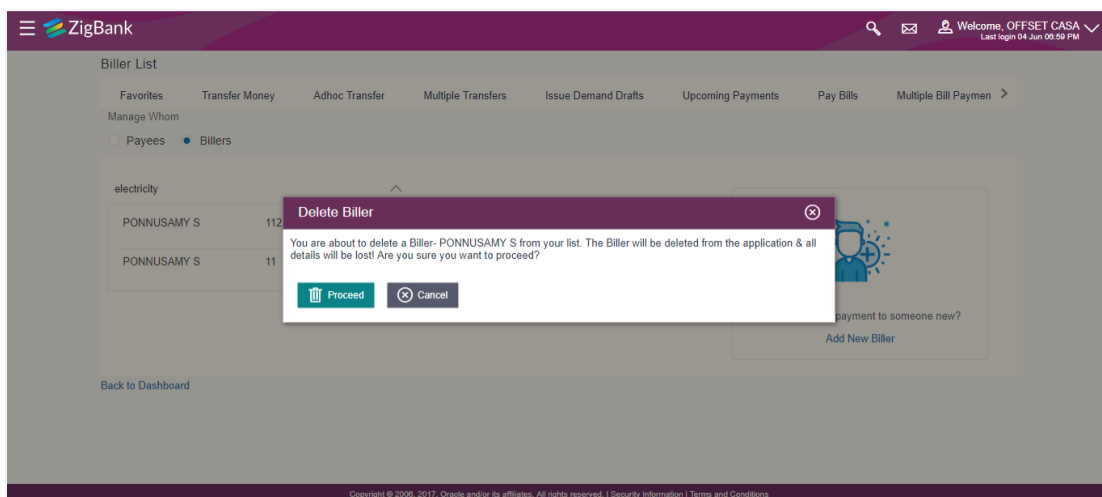 ZigBank
Welcome, OFFSET CASA
Last login 04 Jun 06:59 PM
Biller List
Favorites Transfer Money Adhoc Transfer Multiple Transfers Issue Demand Drafts Upcoming Payments Pay Bills Multiple Bill Paymen
Manage Whom
Payees Billers
electricity
PONNUSAMY S 112
PONNUSAMY S 11
Delete Biller
You are about to delete a Biller- PONNUSAMY S from your list. The Biller will be deleted from the application & all
details will be lost! Are you sure you want to proceed?
Proceed Cancel
payment to someone new?
Add New Biller
Back to Dashboard
Copyright © 2006, 2017, Oracle and/or its affiliates. All rights reserved. | Security Information | Terms and Conditions